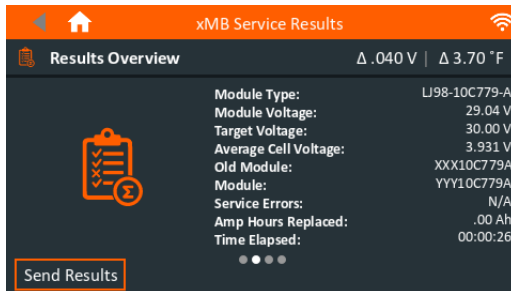 xMB Service Results
Results Overview Δ .040 V | Δ 3.70 °F
Module Type: LJ98-10C779-A
Module Voltage: 29.04 V
Target Voltage: 30.00 V
Average Cell Voltage: 3.931 V
Old Module: XXX10C779A
Module: YYY10C779A
Service Errors: N/A
Amp Hours Replaced: .00 Ah
Time Elapsed: 00:00:26
Σ
Send Results